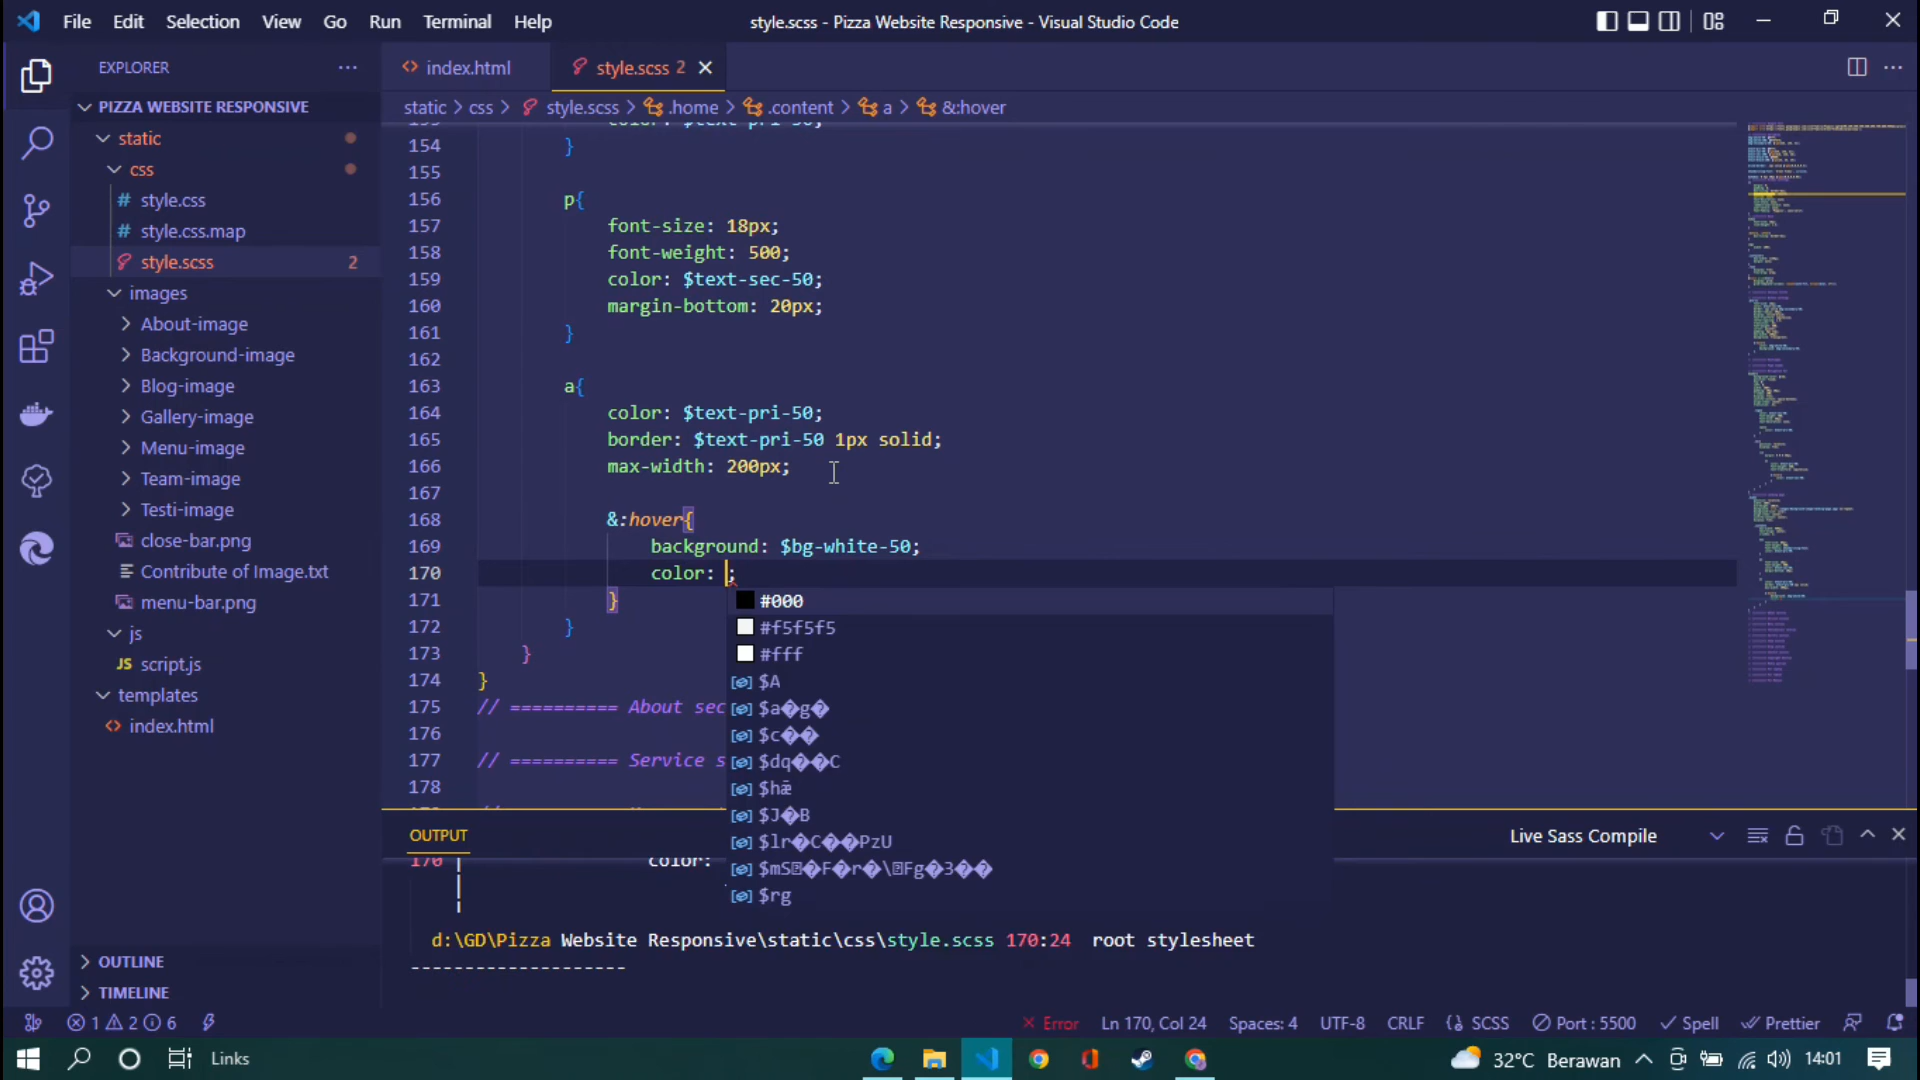 File Edit Selection View Go Run Terminal Help
style.scss - Pizza Website Responsive - Visual Studio Code
EXPLORER
PIZZA WEBSITE RESPONSIVE
static
css
style.css
style.css.map
style.scss 2
images
About-image
Background-image
Blog-image
Gallery-image
Menu-image
Team-image
Testi-image
close-bar.png
Contribute of Image.txt
menu-bar.png
js
JS script.js
templates
index.html
OUTLINE
TIMELINE
index.html style.scss 2
static > css > style.scss > .home > .content > a > &:hover
154 }
155
156 p{
157 font-size: 18px;
158 font-weight: 500;
159 color: $text-sec-50;
160 margin-bottom: 20px;
161 }
162
163 a{
164 color: $text-pri-50;
165 border: $text-pri-50 1px solid;
166 max-width: 200px;
167
168 &:hover{
169 background: $bg-white-50;
170 color: ;
171 }
172 }
173 }
174 }
175 // ========== About sec
176
177 // ========== Service s
178
#000
#f5f5f5
#fff
$A
$a�g�
$c��
$dq��C
$J�B
$lr�C��PzU
$rg
OUTPUT
Live Sass Compile
170 | color:
d:\GD\Pizza Website Responsive\static\css\style.scss 170:24 root stylesheet
--------------------
1 2 6
Error Ln 170, Col 24 Spaces: 4 UTF-8 CRLF {} SCSS Port : 5500 Spell Prettier
Links
32°C Berawan 14:01